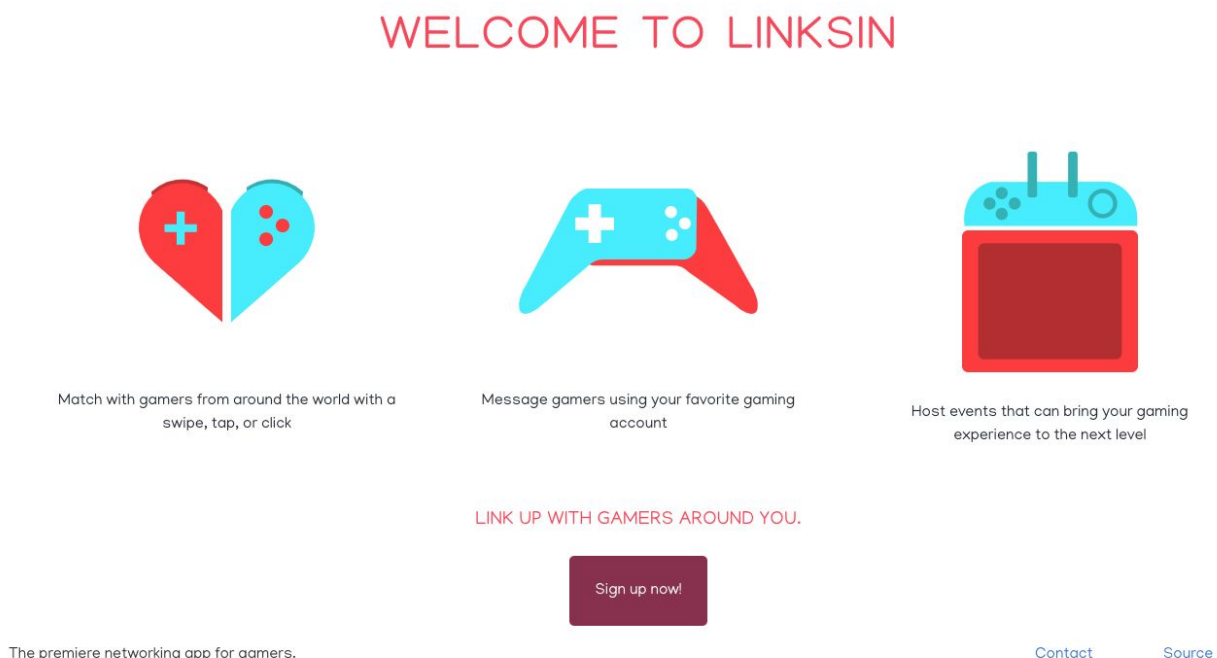 WELCOME TO LINKSIN
Match with gamers from around the world with a
swipe, tap, or click
Message gamers using your favorite gaming
account
Host events that can bring your gaming
experience to the next level
LINK UP WITH GAMERS AROUND YOU.
Sign up now!
The premiere networking app for gamers.
Contact
Source